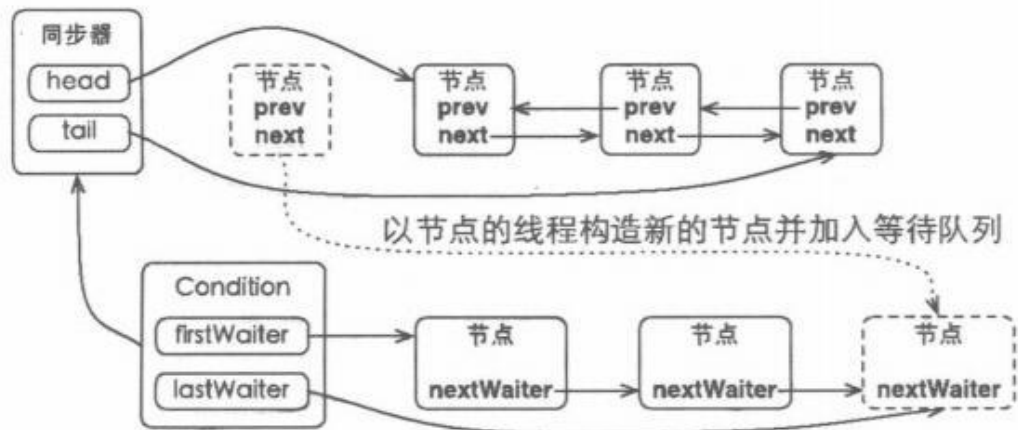 同步器
head
tail
节点
prev
next
节点
prev
next
节点
prev
next
节点
prev
next
以节点的线程构造新的节点并加入等待队列
Condition
firstWaiter
lastWaiter
节点
nextWaiter
节点
nextWaiter
节点
nextWaiter